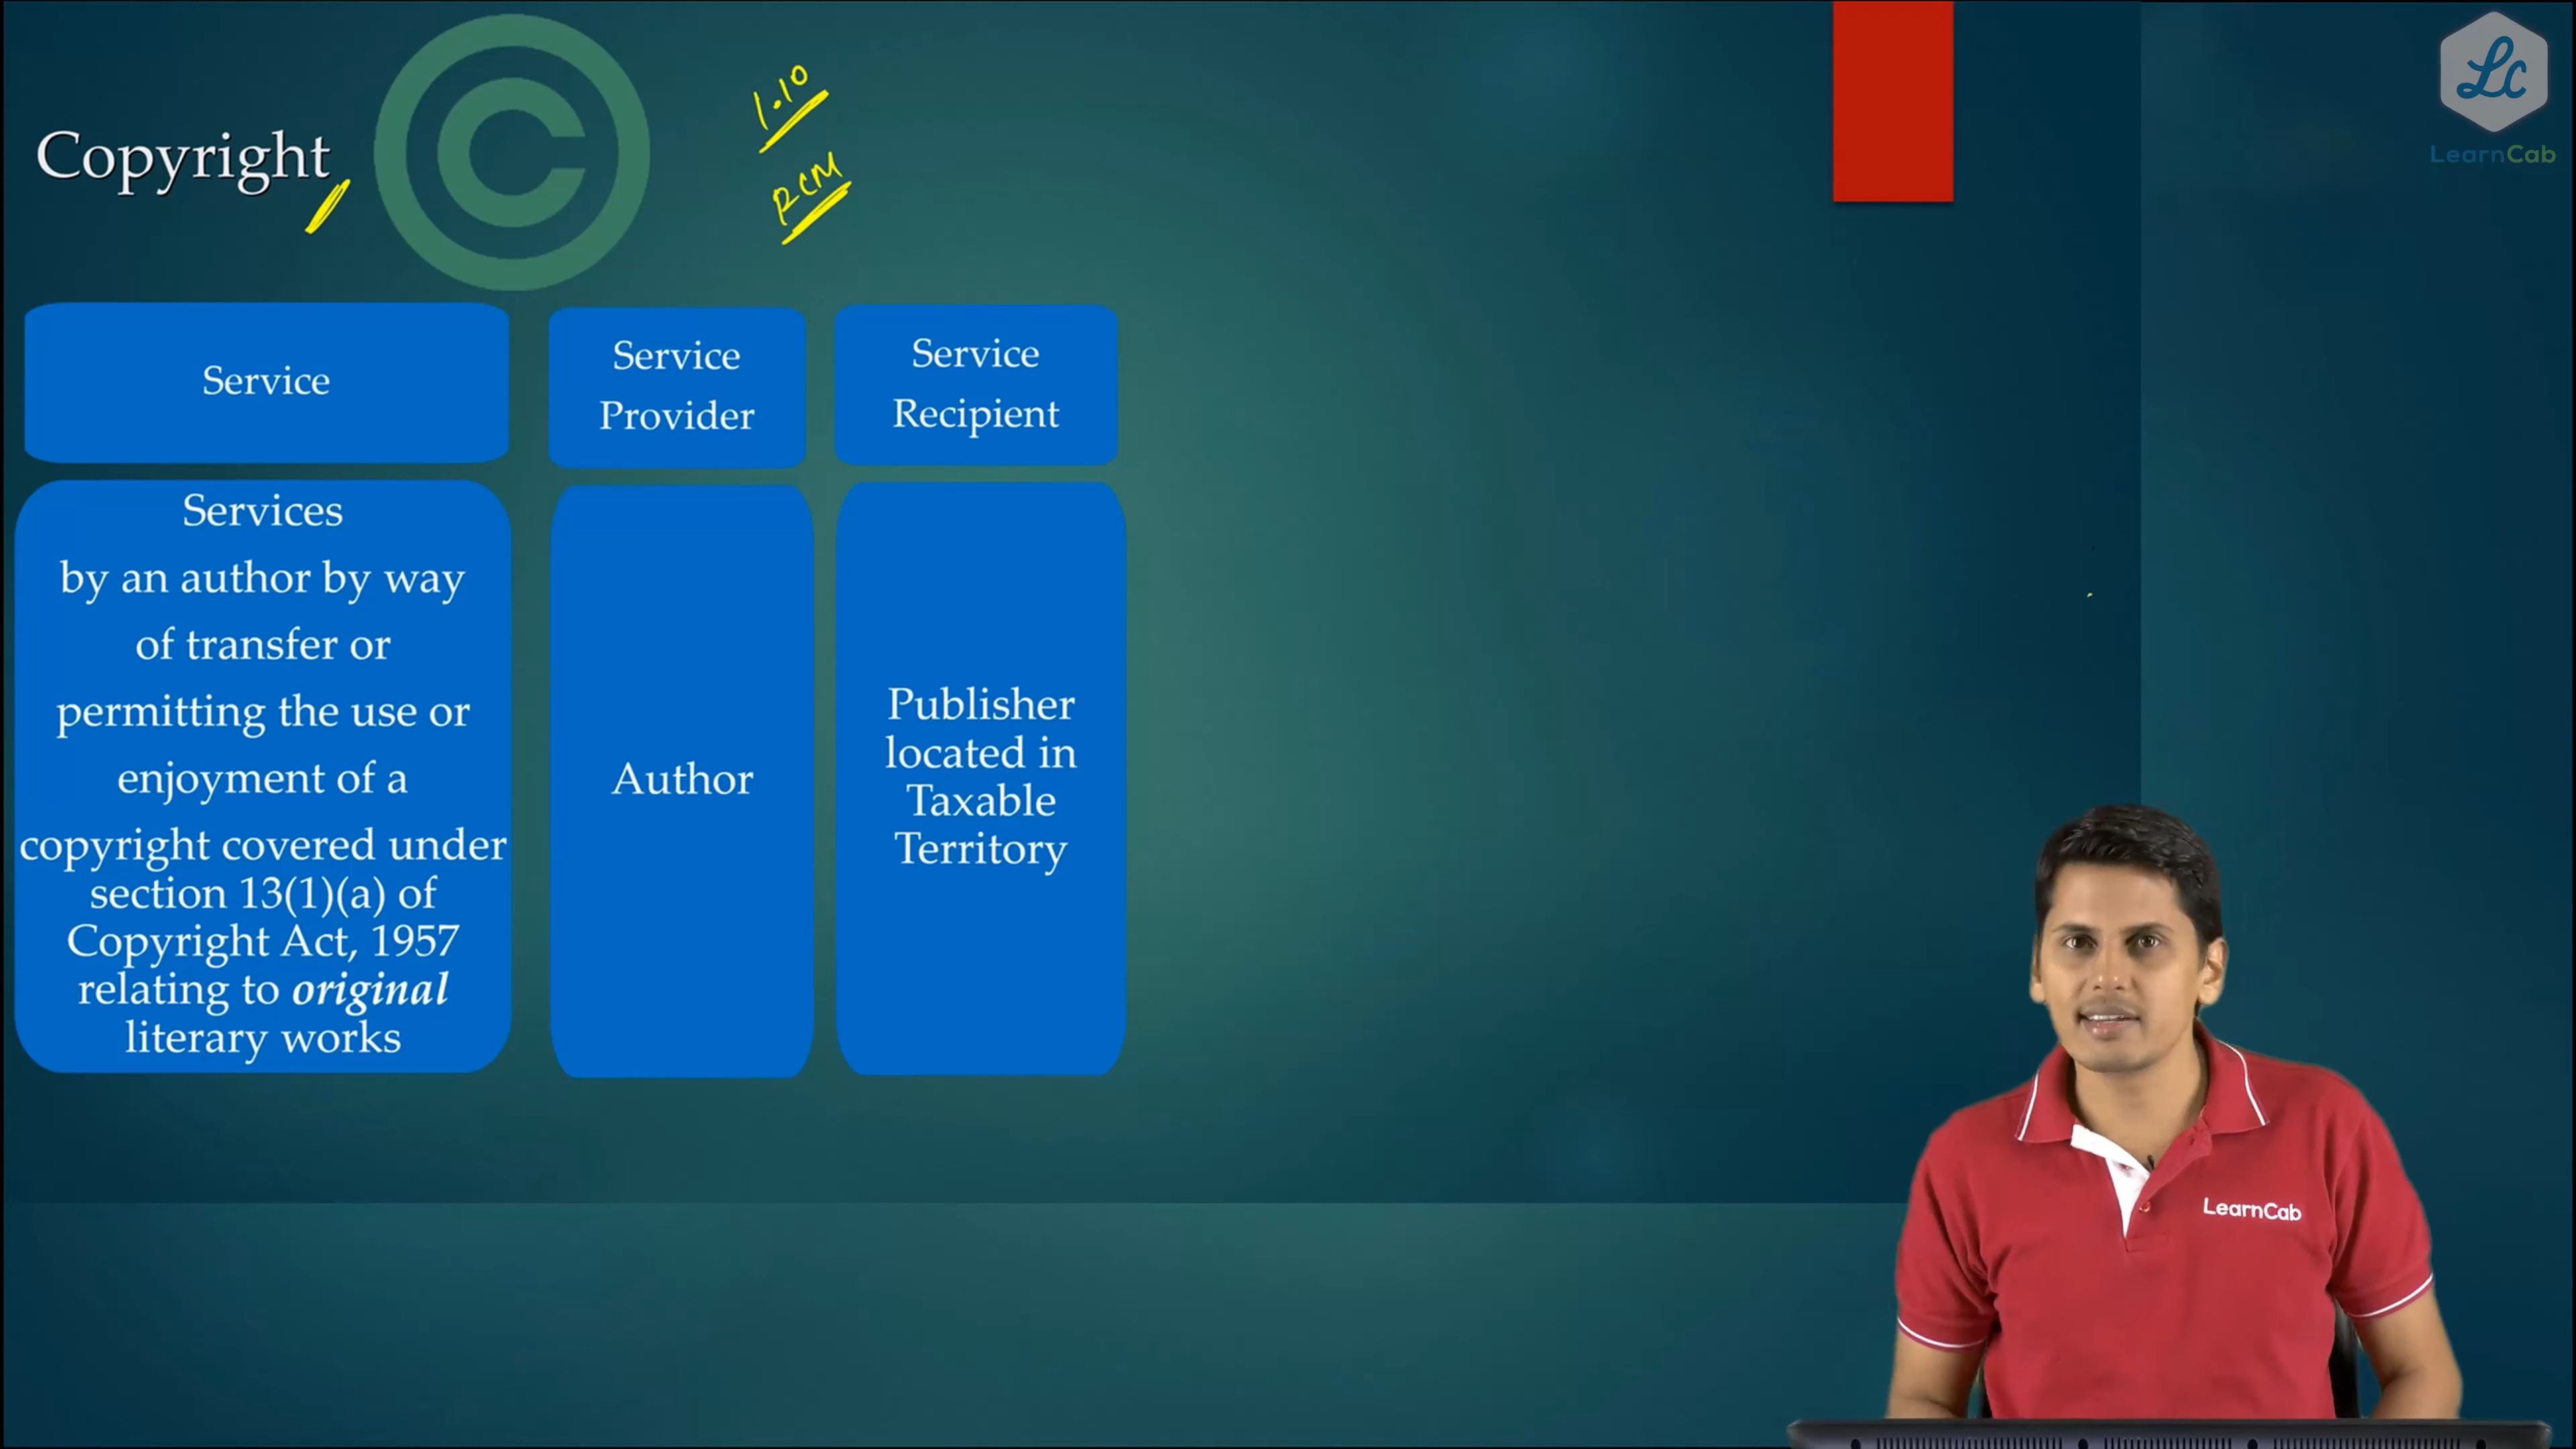 Copyright
1.10
RCM
Lc
LearnCab
Service
Service
Provider
Service
Recipient
Services
by an author by way
of transfer or
permitting the use or
enjoyment of a
copyright covered under
section 13(1)(a) of
Copyright Act, 1957
relating to original
literary works
Author
Publisher
located in
Taxable
Territory
LearnCab